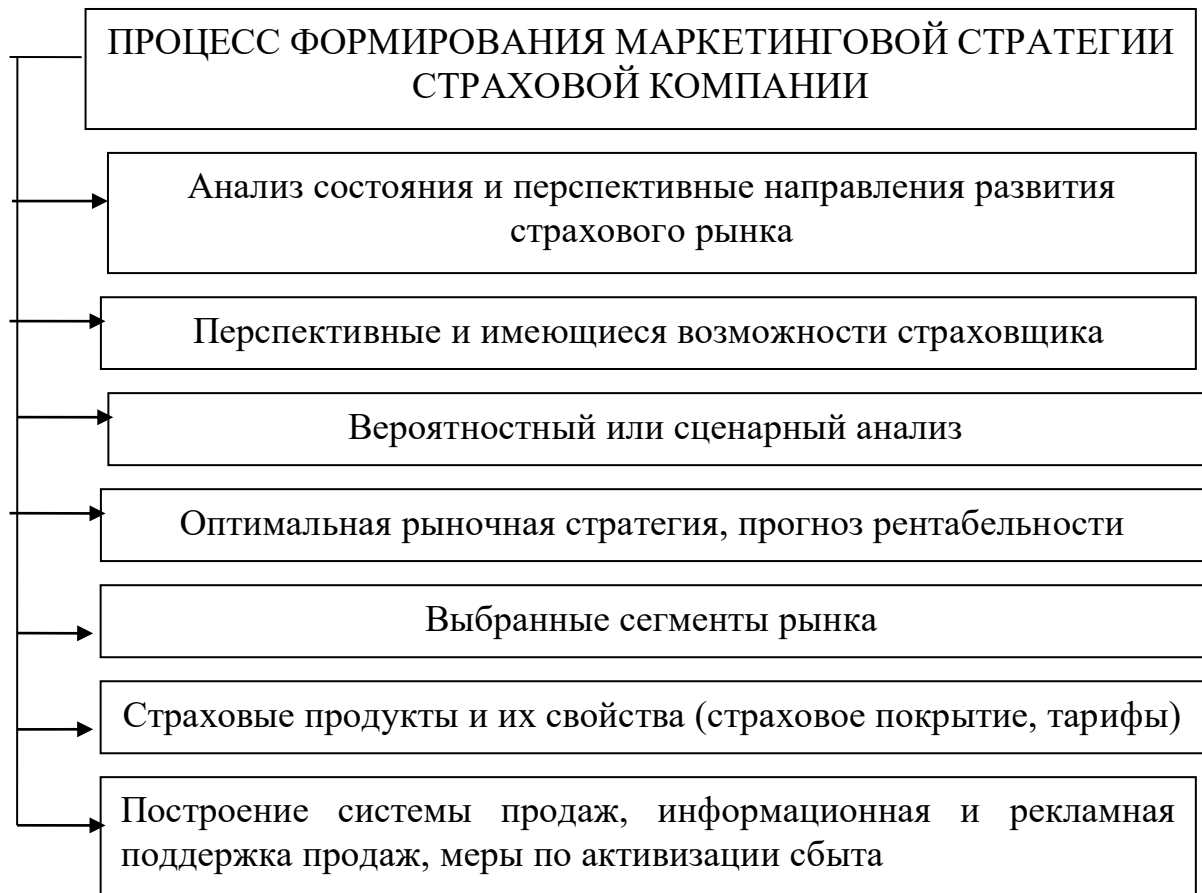 ПРОЦЕСС ФОРМИРОВАНИЯ МАРКЕТИНГОВОЙ СТРАТЕГИИ
СТРАХОВОЙ КОМПАНИИ
Анализ состояния и перспективные направления развития
страхового рынка
Перспективные и имеющиеся возможности страховщика
Вероятностный или сценарный анализ
Оптимальная рыночная стратегия, прогноз рентабельности
Выбранные сегменты рынка
Страховые продукты и их свойства (страховое покрытие, тарифы)
Построение системы продаж, информационная и рекламная
поддержка продаж, меры по активизации сбыта